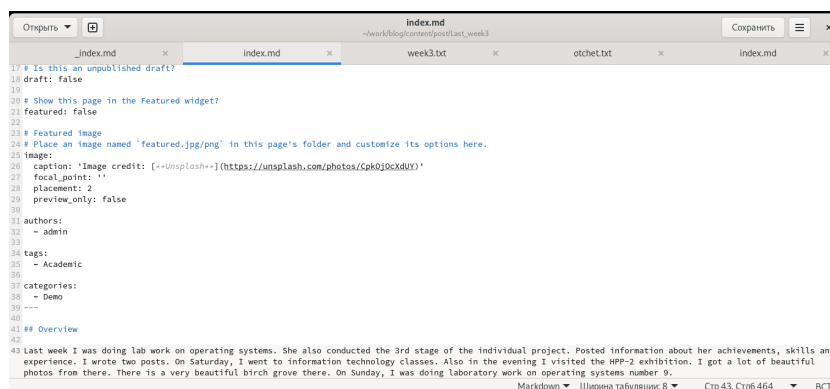 Открыть
index.md
~/work/blog/content/post/Last_week3
Сохранить
_index.md × index.md × week3.txt × otchet.txt × index.md ×
17 # Is this an unpublished draft?
18 draft: false
19
20 # Show this page in the Featured widget?
21 featured: false
22
23 # Featured image
24 # Place an image named `featured.jpg/png` in this page's folder and customize its options here.
25 image:
26   caption: 'Image credit: [**Unsplash**](https://unsplash.com/photos/CpkOjOcXdUY)'
27   focal_point: ''
28   placement: 2
29   preview_only: false
30
31 authors:
32   - admin
33
34 tags:
35   - Academic
36
37 categories:
38   - Demo
39 ---
40
41 ## Overview
42
43 Last week I was doing lab work on operating systems. She also conducted the 3rd stage of the individual project. Posted information about her achievements, skills an
experience. I wrote two posts. On Saturday, I went to information technology classes. Also in the evening I visited the HPP-2 exhibition. I got a lot of beautiful
photos from there. There is a very beautiful birch grove there. On Sunday, I was doing laboratory work on operating systems number 9.
Markdown Ширина табуляции: 8 Стр 43, Стлб 464 ВСТ